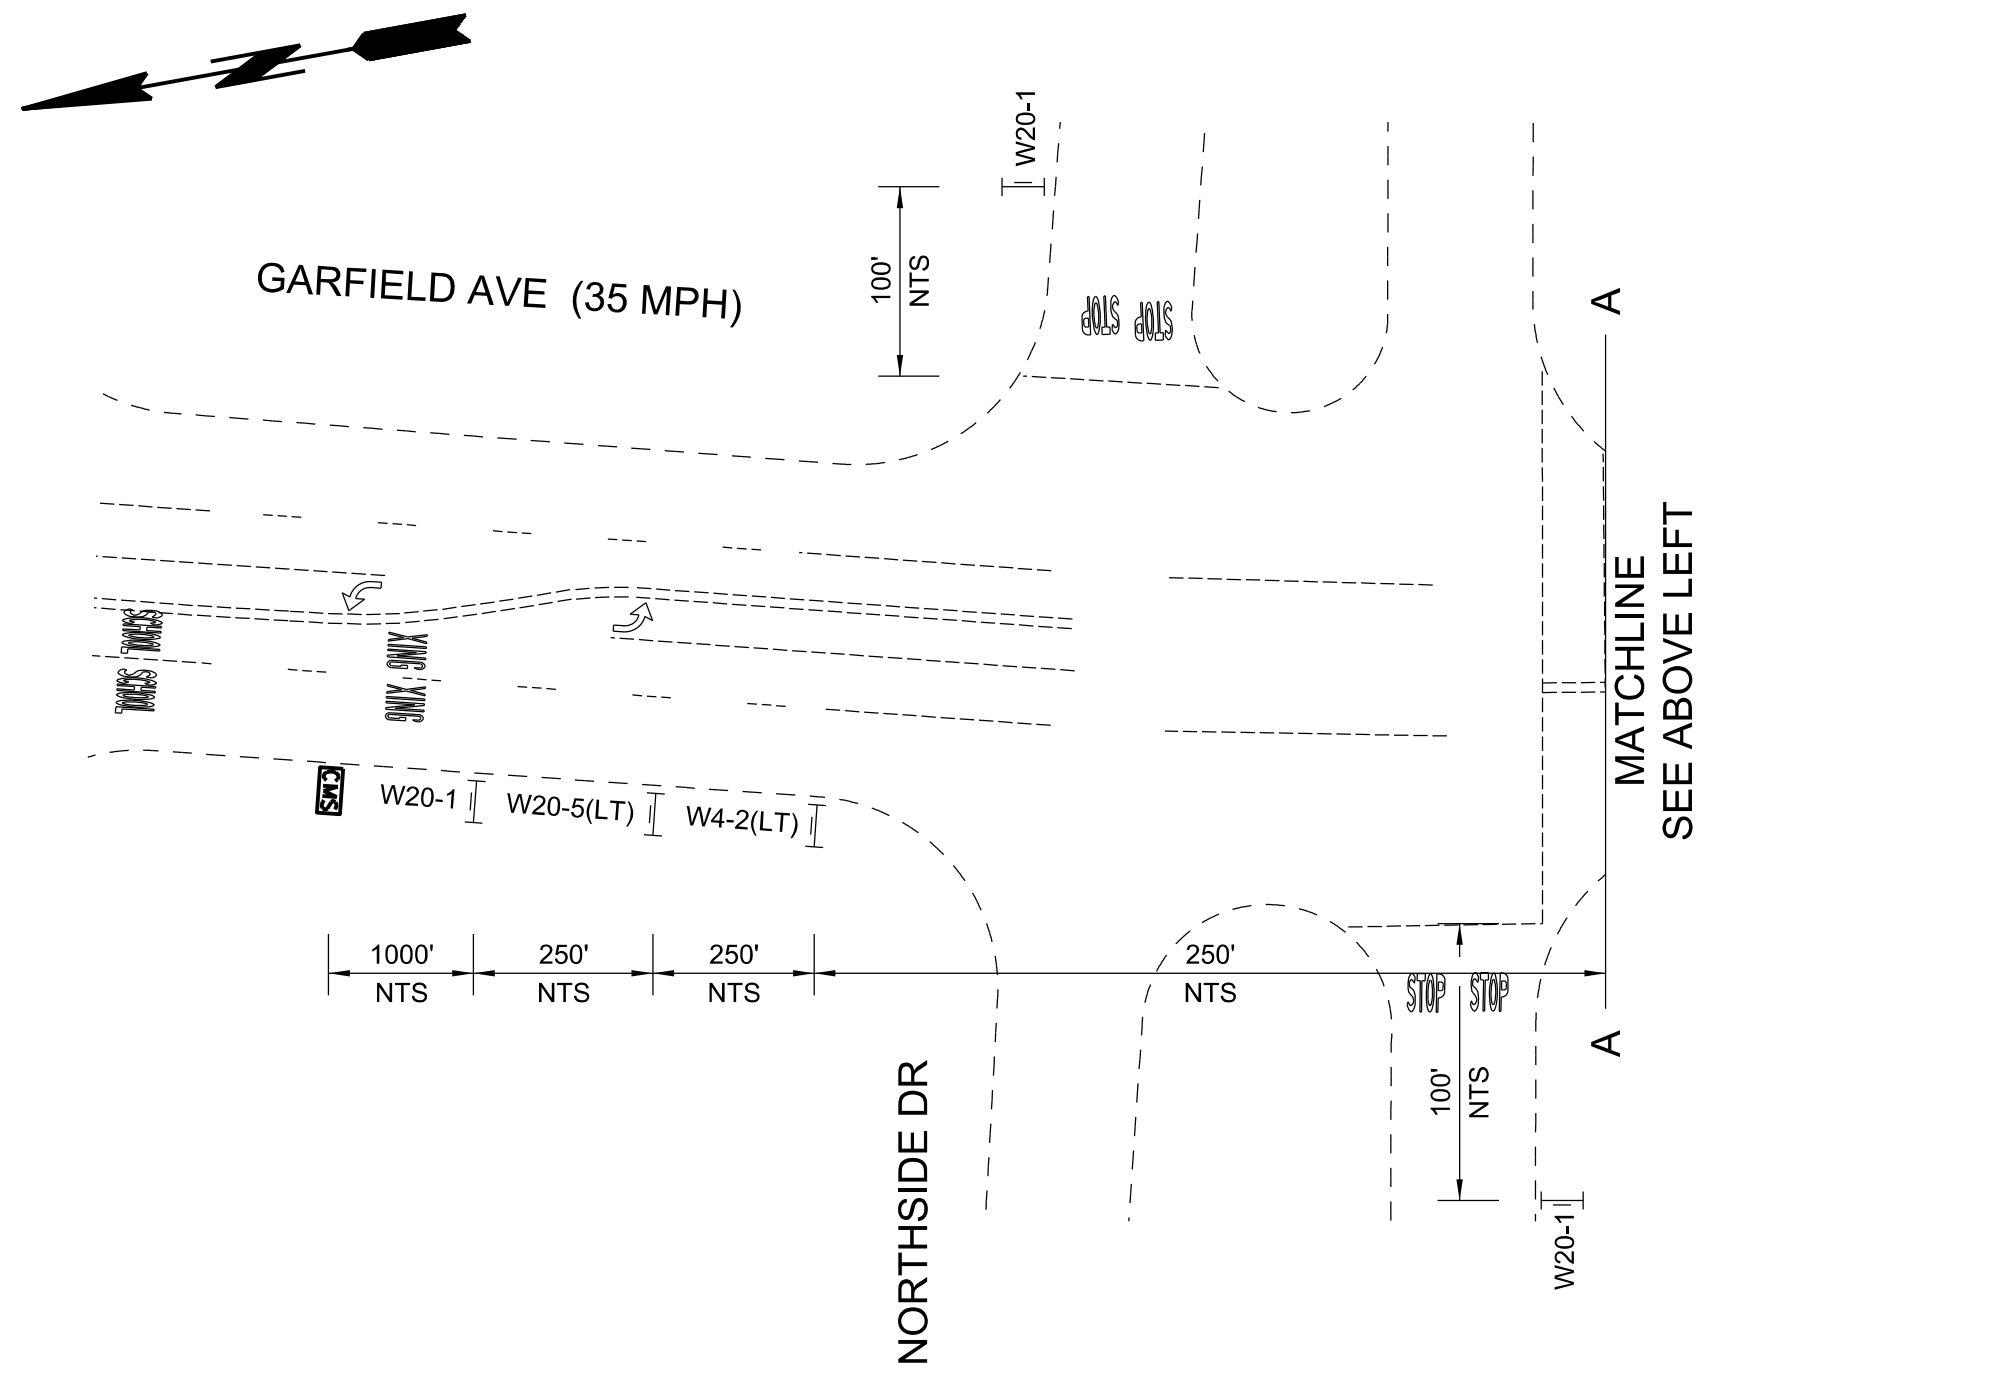 W20-1
100'
NTS
GARFIELD AVE (35 MPH)
STOP STOP
A
SCHOOL SCHOOL
XING XING
MATCHLINE
SEE ABOVE LEFT
CMS
W20-1
W20-5(LT)
W4-2(LT)
1000'
NTS
250'
NTS
250'
NTS
250'
NTS
STOP STOP
A
100'
NTS
NORTHSIDE DR
W20-1